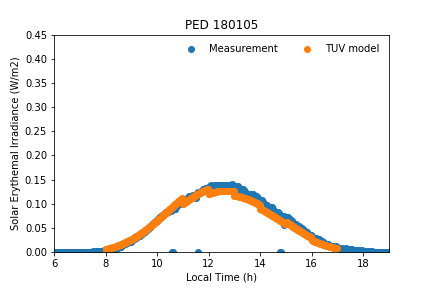 PED 180105
Measurement
TUV model
Solar Erythemal Irradiance (W/m2)
0.45
0.40
0.35
0.30
0.25
0.20
0.15
0.10
0.05
0.00
6 8 10 12 14 16 18
Local Time (h)